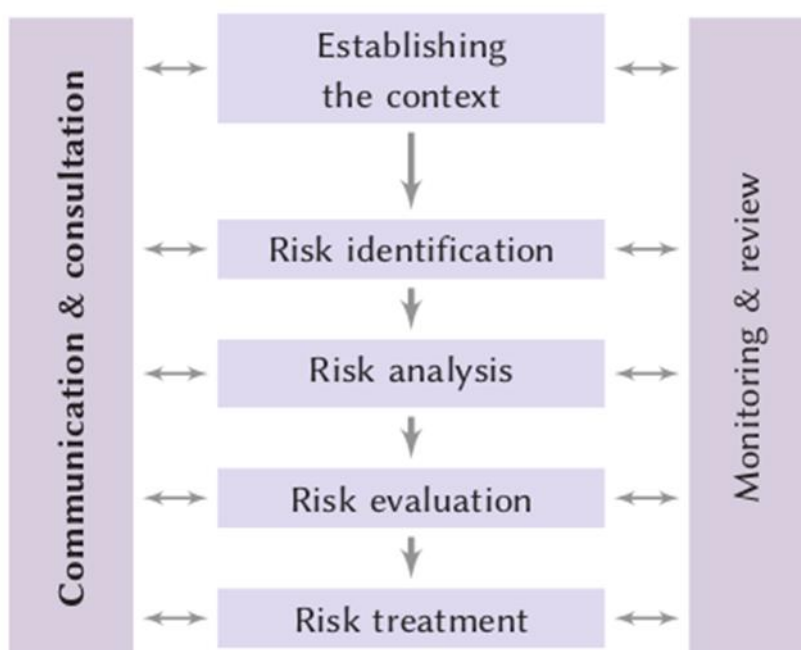 Communication & consultation
Establishing
the context
Risk identification
Risk analysis
Risk evaluation
Risk treatment
Monitoring & review